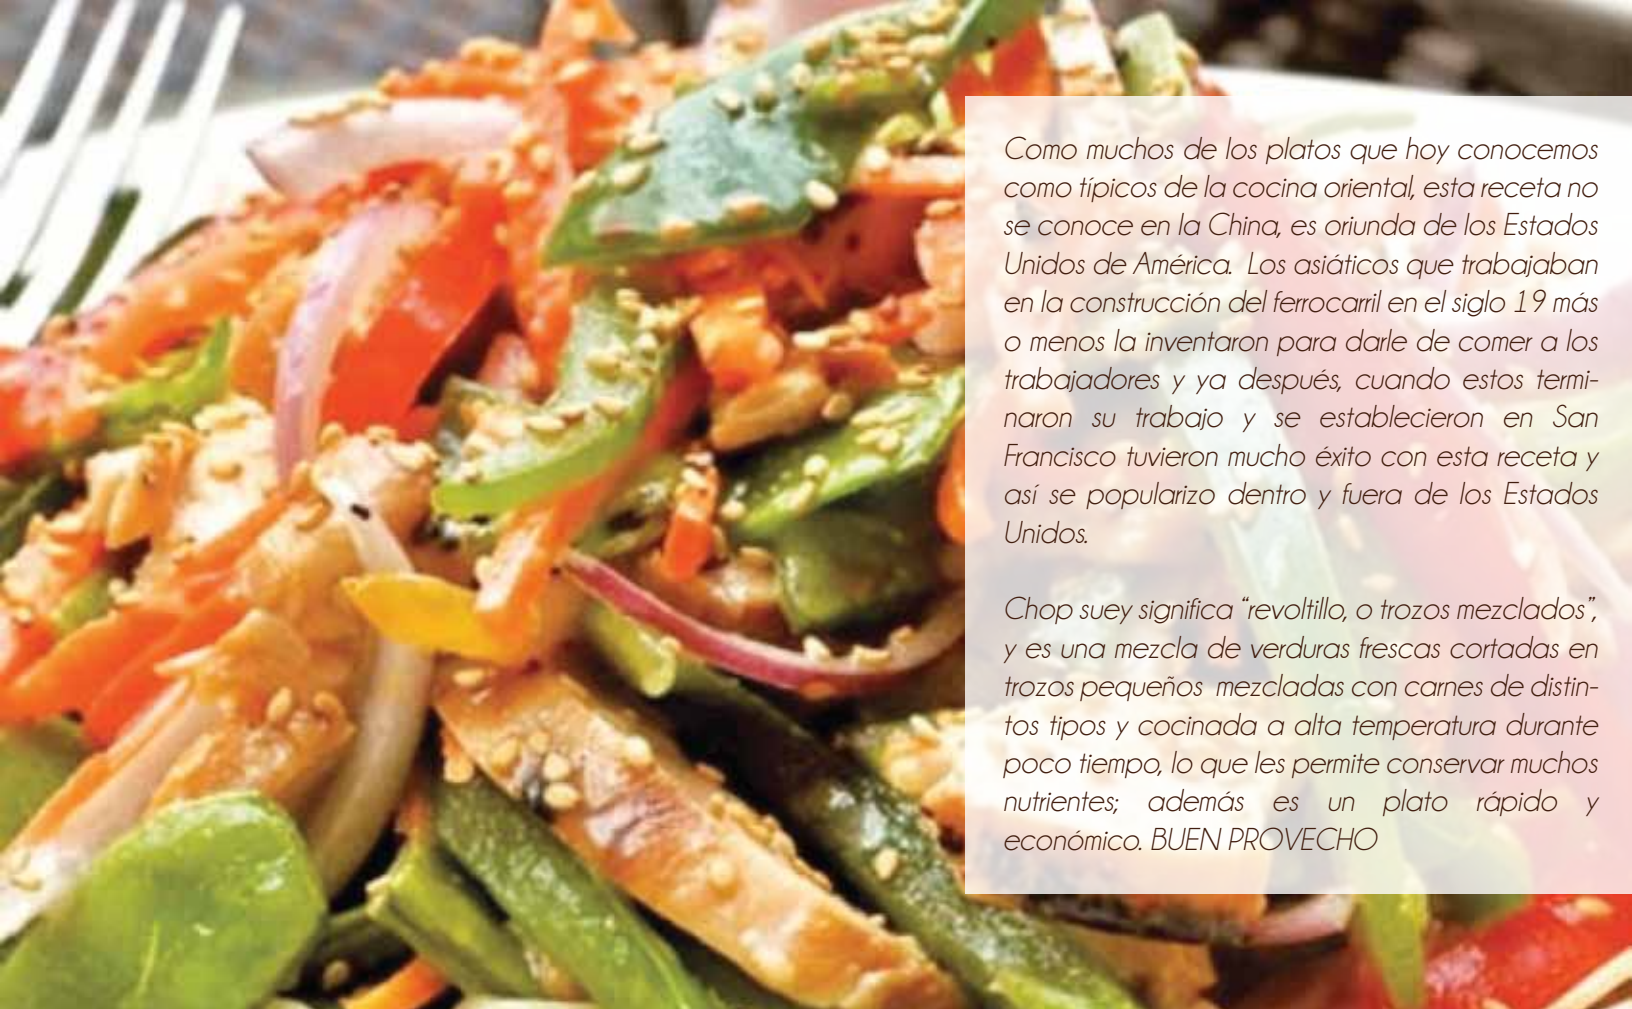 Como muchos de los platos que hoy conocemos
como típicos de la cocina oriental, esta receta no
se conoce en la China, es oriunda de los Estados
Unidos de América.  Los asiáticos que trabajaban
en la construcción del ferrocarril en el siglo 19 más
o menos la inventaron para darle de comer a los
trabajadores y ya después, cuando estos termi-
naron su trabajo y se establecieron en San
Francisco tuvieron mucho éxito con esta receta y
así se popularizo dentro y fuera de los Estados
Unidos.
Chop suey significa “revoltillo, o trozos mezclados”,
y es una mezcla de verduras frescas cortadas en
trozos pequeños  mezcladas con carnes de distin-
tos tipos y cocinada a alta temperatura durante
poco tiempo, lo que les permite conservar muchos
nutrientes; además es un plato rápido y
económico. BUEN PROVECHO